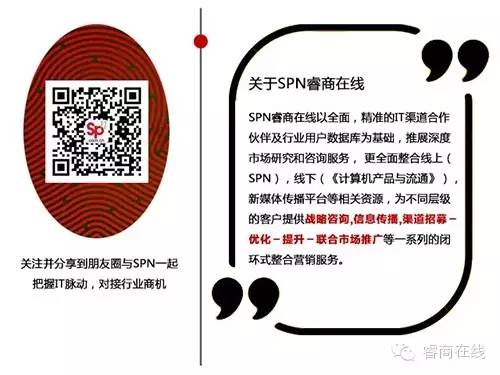 Sp
关注并分享到朋友圈与SPN一起
把握IT脉动，对接行业商机
关于SPN睿商在线
SPN睿商在线以全面，精准的IT渠道合作
伙伴及行业用户数据库为基础，推展深度
市场研究和咨询服务， 更全面整合线上（
SPN），线下（《计算机产品与流通》），
新媒体传播平台等相关资源，为不同层级
的客户提供战略咨询,信息传播,渠道招募－
优化－提升－联合市场推广等一系列的闭
环式整合营销服务。
睿商在线